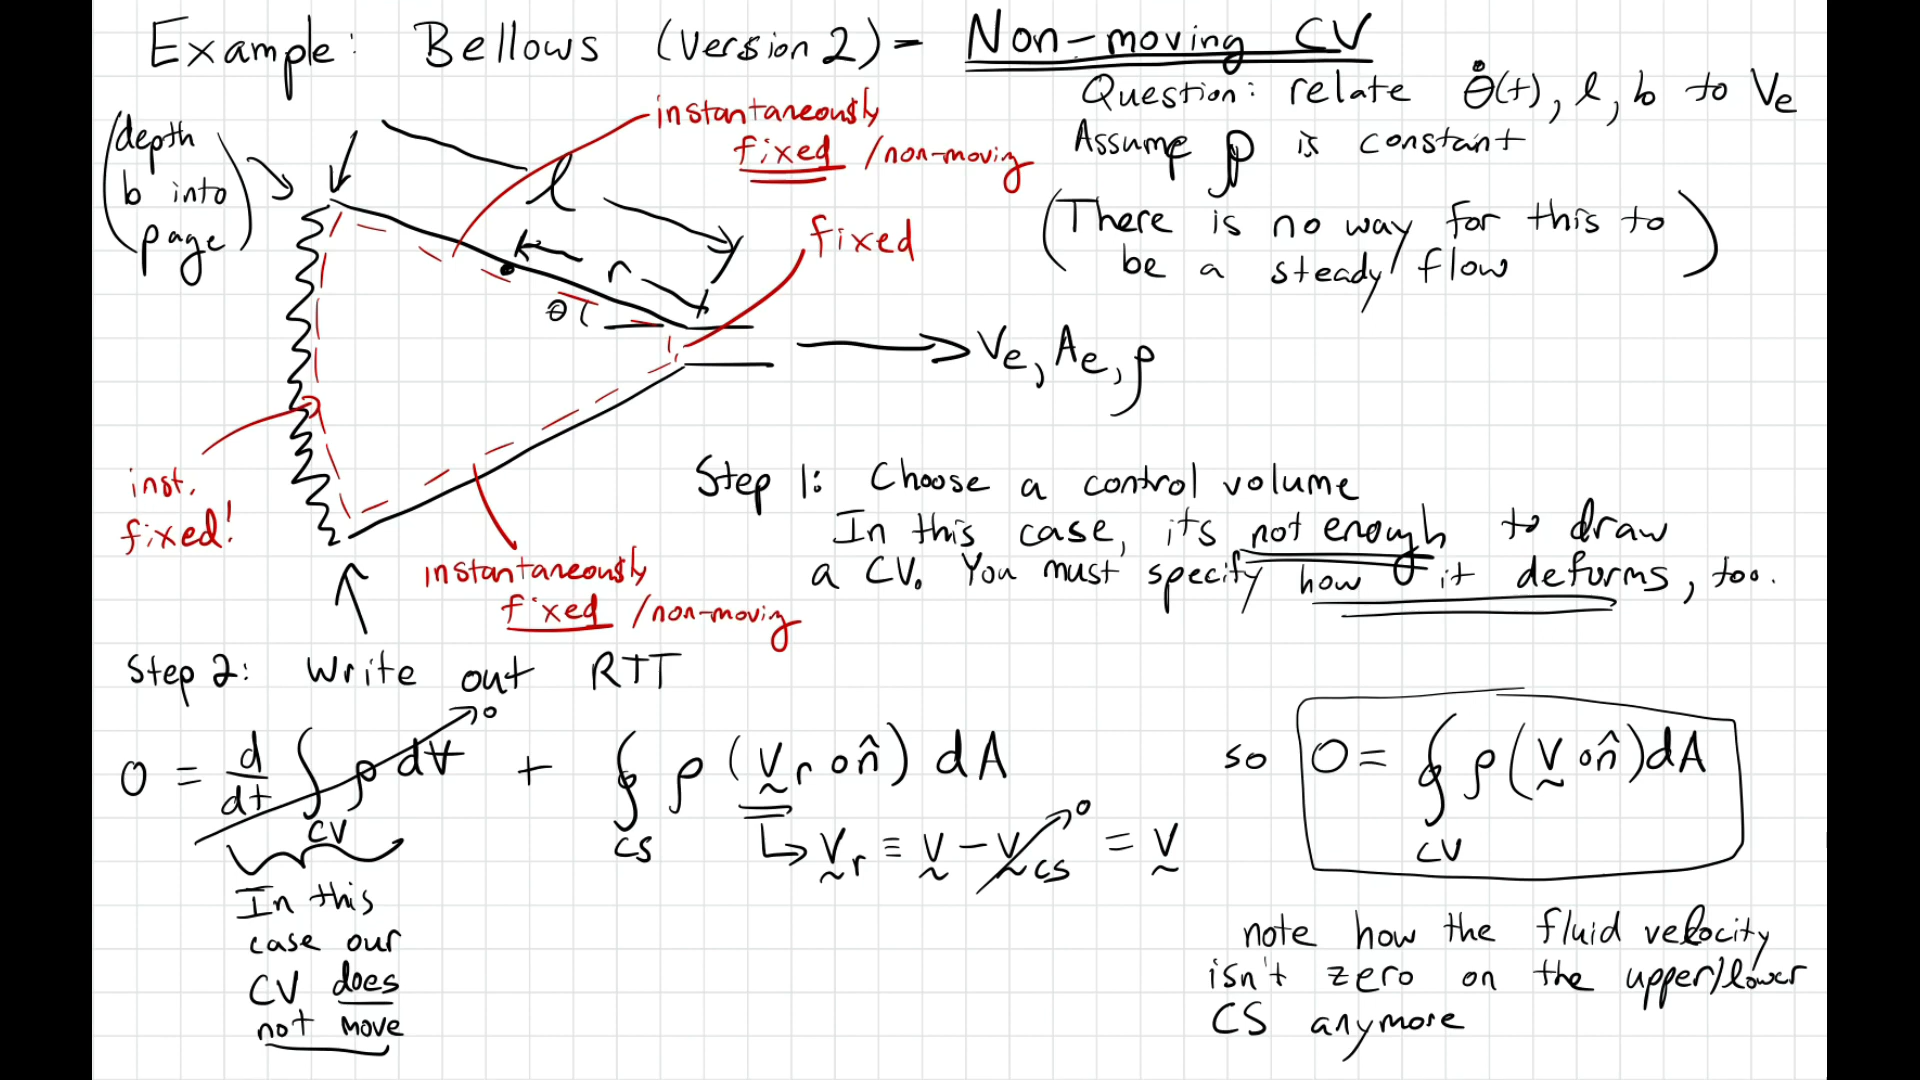 Example: Bellows (Version 2) - Non-moving CV
Question: relate θ̇(t), l, b to Ve
Assume ρ is constant
(There is no way for this to be a steady flow)
(depth
b into
page)
instantaneously
fixed /non-moving
l
r
θ
fixed
Ve, Ae, ρ
inst.
fixed!
instantaneously
fixed /non-moving
Step 1: Choose a control volume
In this case, its not enough to draw
a CV. You must specify how it deforms, too.
Step 2: Write out RTT
0 = d/dt ∫CV ρ dV 0 + ∮CS ρ (Vr ∘ n̂) dA
so 0 = ∮CV ρ (V ∘ n̂) dA
Vr ≡ V - VCS 0 = V
In this
case our
CV does
not move
note how the fluid velocity
isn't zero on the upper/lower
CS anymore